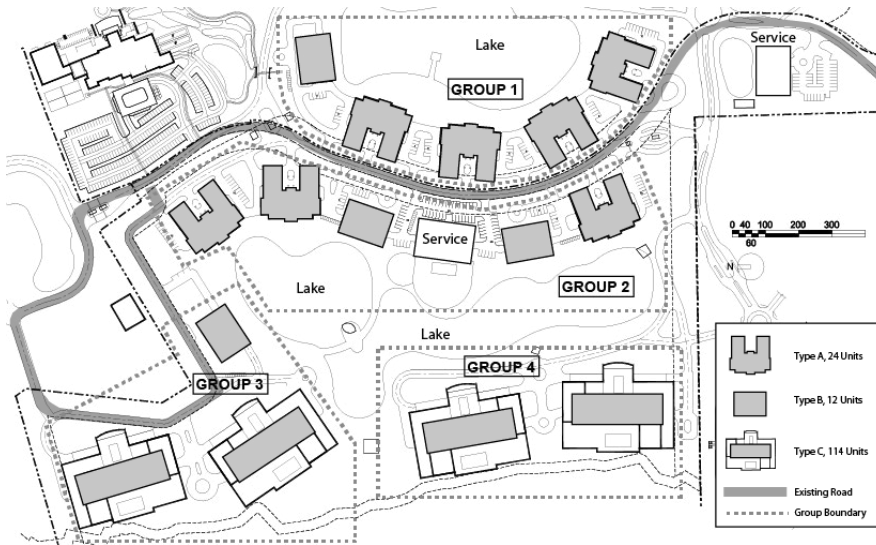 Lake
Service
GROUP 1
0 40 100 200 300
60
Service
N
Lake
GROUP 2
Lake
GROUP 3
GROUP 4
Type A, 24 Units
Type B, 12 Units
Type C, 114 Units
Existing Road
Group Boundary